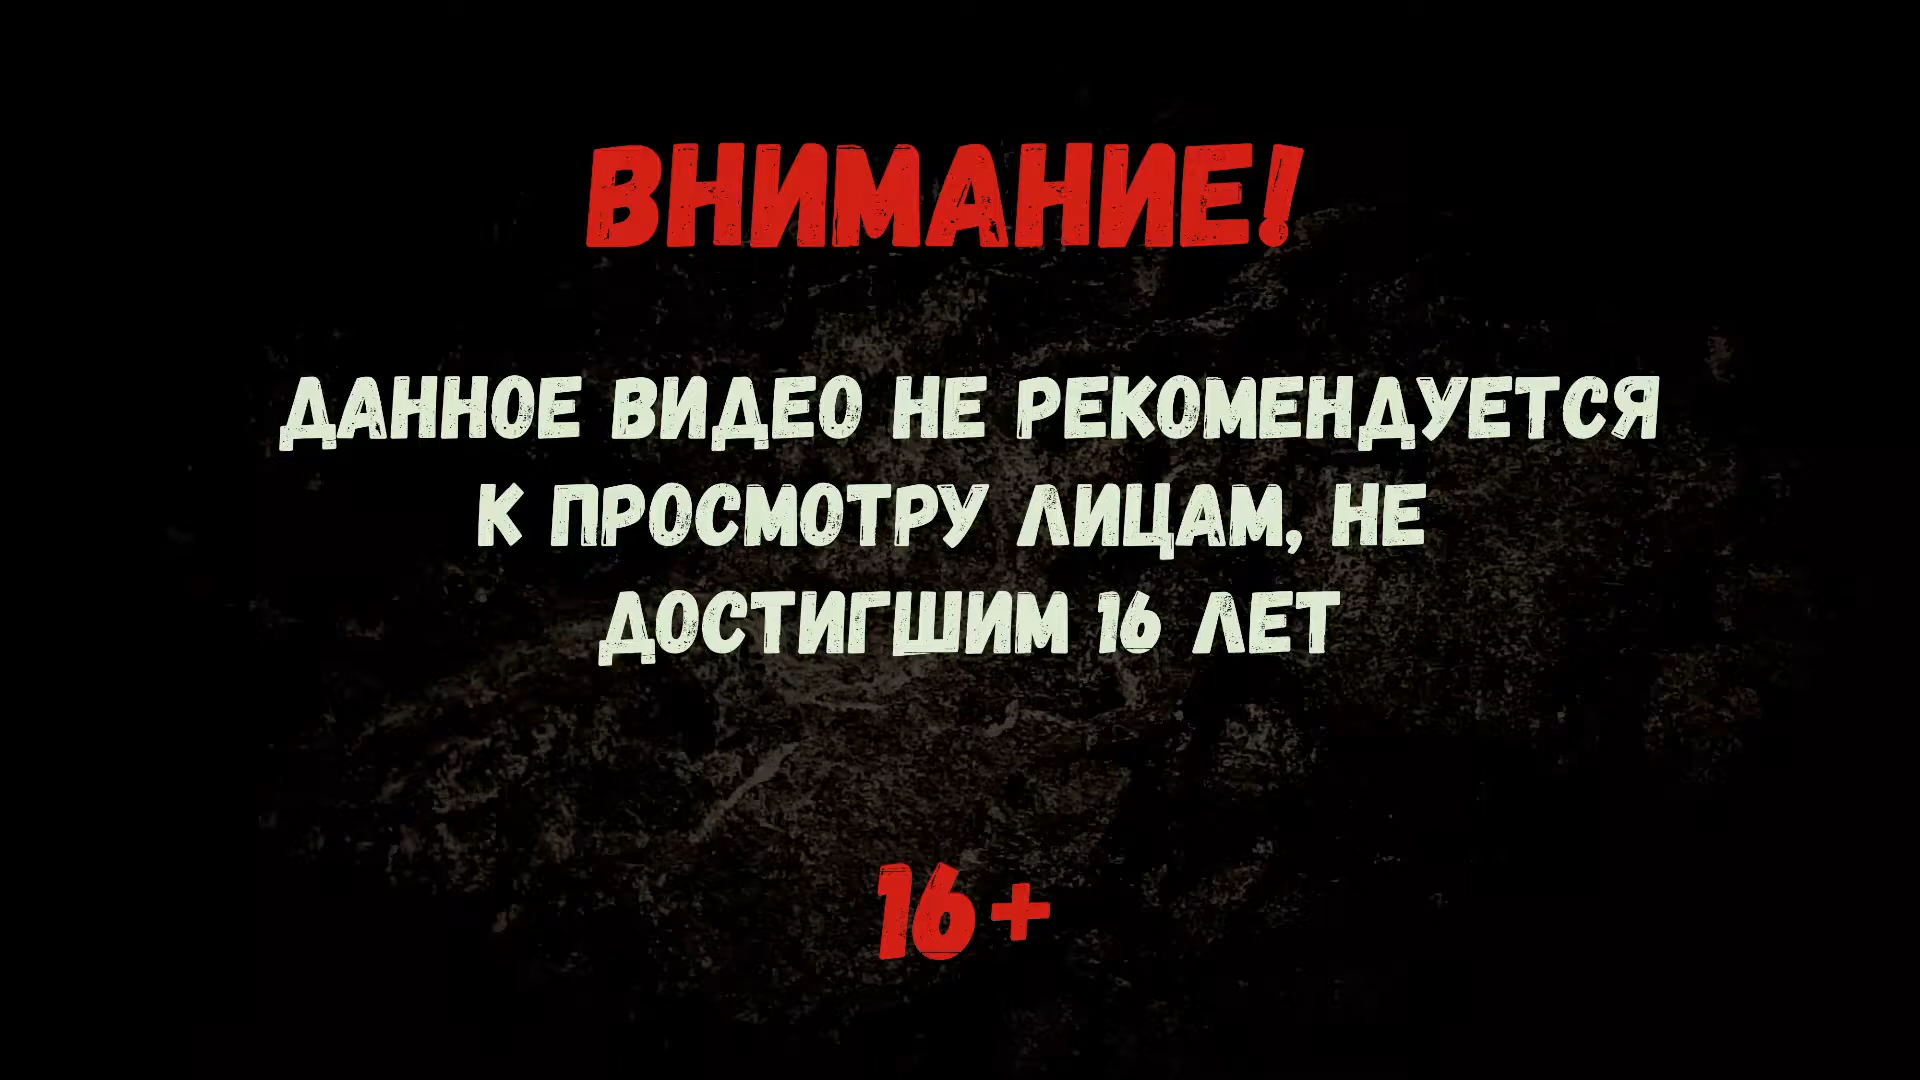 ВНИМАНИЕ!
ДАННОЕ ВИДЕО НЕ РЕКОМЕНДУЕТСЯ
К ПРОСМОТРУ ЛИЦАМ, НЕ
ДОСТИГШИМ 16 ЛЕТ
16+